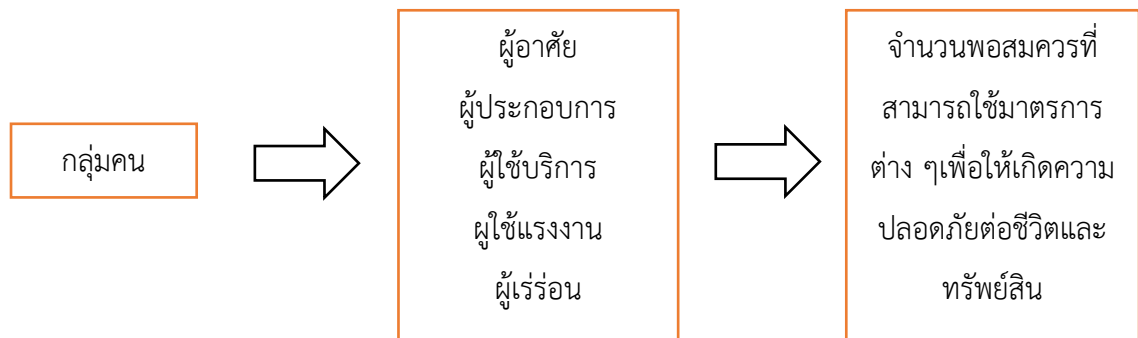 กลุ่มคน
ผู้อาศัย
ผู้ประกอบการ
ผู้ใช้บริการ
ผูใช้แรงงาน
ผู้เร่ร่อน
จำนวนพอสมควรที่
สามารถใช้มาตรการ
ต่าง ๆเพื่อให้เกิดความ
ปลอดภัยต่อชีวิตและ
ทรัพย์สิน